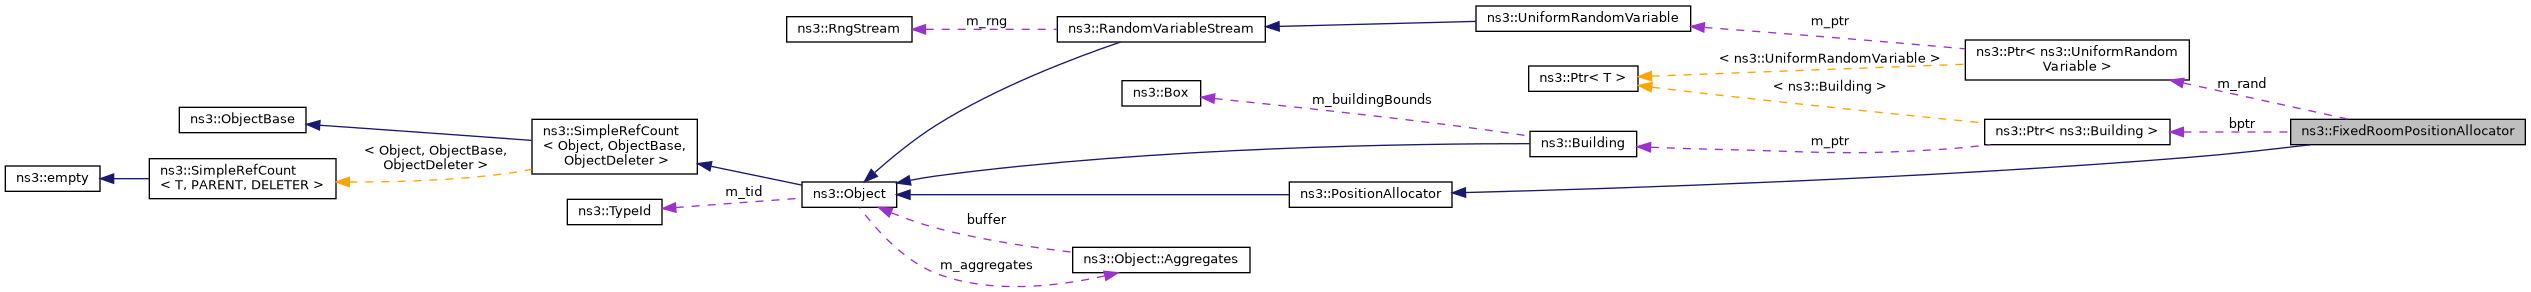 ns3::UniformRandomVariable
ns3::RngStream
m_rng
ns3::RandomVariableStream
m_ptr
ns3::Ptr< ns3::UniformRandom
Variable >
< ns3::UniformRandomVariable >
ns3::Ptr< T >
< ns3::Building >
m_rand
ns3::Box
m_buildingBounds
ns3::ObjectBase
ns3::SimpleRefCount
< Object, ObjectBase,
ObjectDeleter >
ns3::Building
m_ptr
ns3::Ptr< ns3::Building >
bptr
ns3::FixedRoomPositionAllocator
< Object, ObjectBase,
ObjectDeleter >
ns3::empty
ns3::SimpleRefCount
< T, PARENT, DELETER >
m_tid
ns3::Object
ns3::PositionAllocator
ns3::TypeId
buffer
m_aggregates
ns3::Object::Aggregates